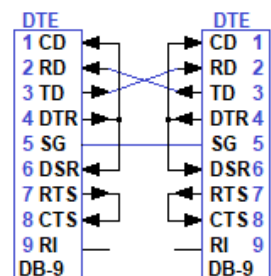 DTE DTE
1 CD CD 1
2 RD RD 2
3 TD TD 3
4 DTR DTR 4
5 SG SG 5
6 DSR DSR 6
7 RTS RTS 7
8 CTS CTS 8
9 RI RI 9
DB-9 DB-9